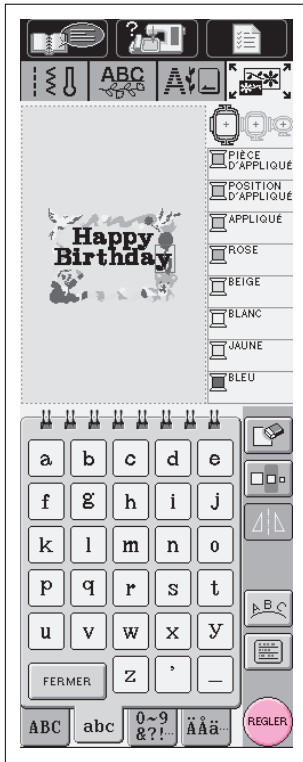 ?
ABC
A
PIÈCE
D'APPLIQUÉ
POSITION
D'APPLIQUÉ
APPLIQUÉ
ROSE
BEIGE
BLANC
JAUNE
BLEU
Happy
Birthday
a b c d e
f g h i j
k l m n o
p q r s t
u v w x y
FERMER z ' _
ABC
REGLER
ABC abc 0~9 &?!... ÄÅä...